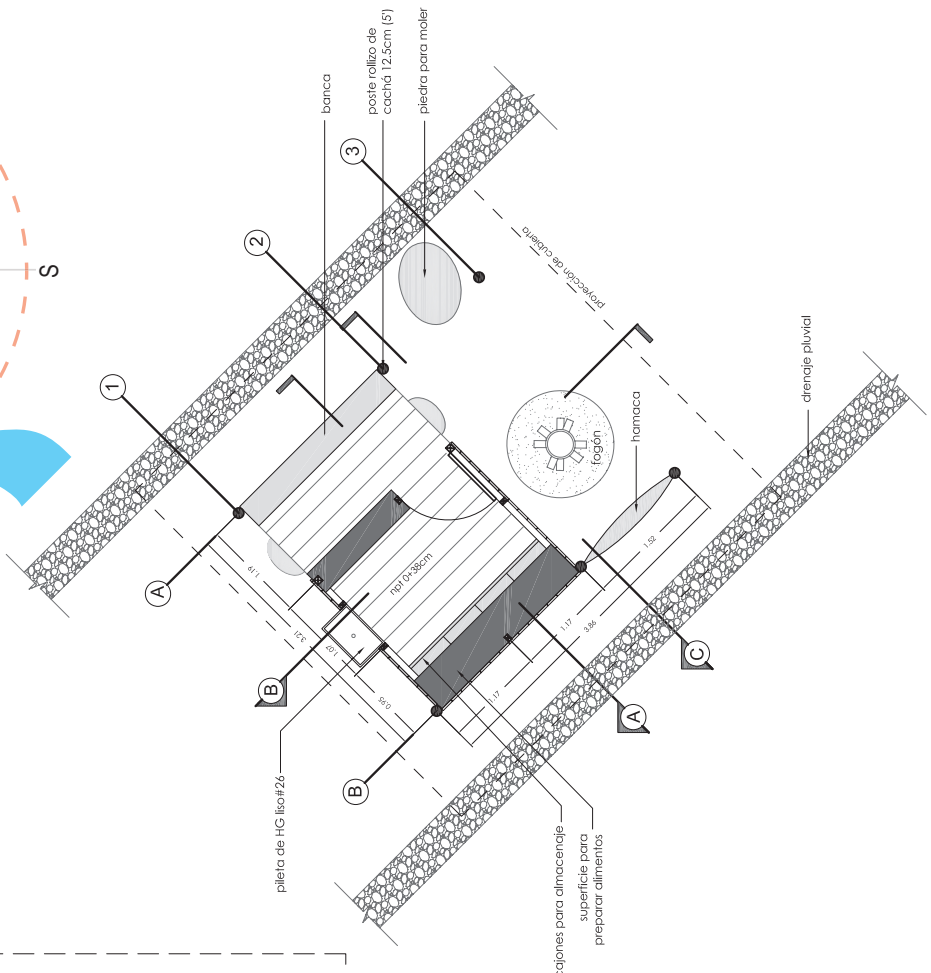 S
banca
poste rollizo de
cachá 12.5cm (5')
piedra para moler
3
2
1
A
proyección de cubierta
drenaje pluvial
hamaca
fogón
npt 0+38cm
1.19
3.21
1.07
0.95
1.52
1.17
3.86
1.17
B
C
A
B
pileta de HG liso#26
cajones para almacenaje
superficie para
preparar alimentos